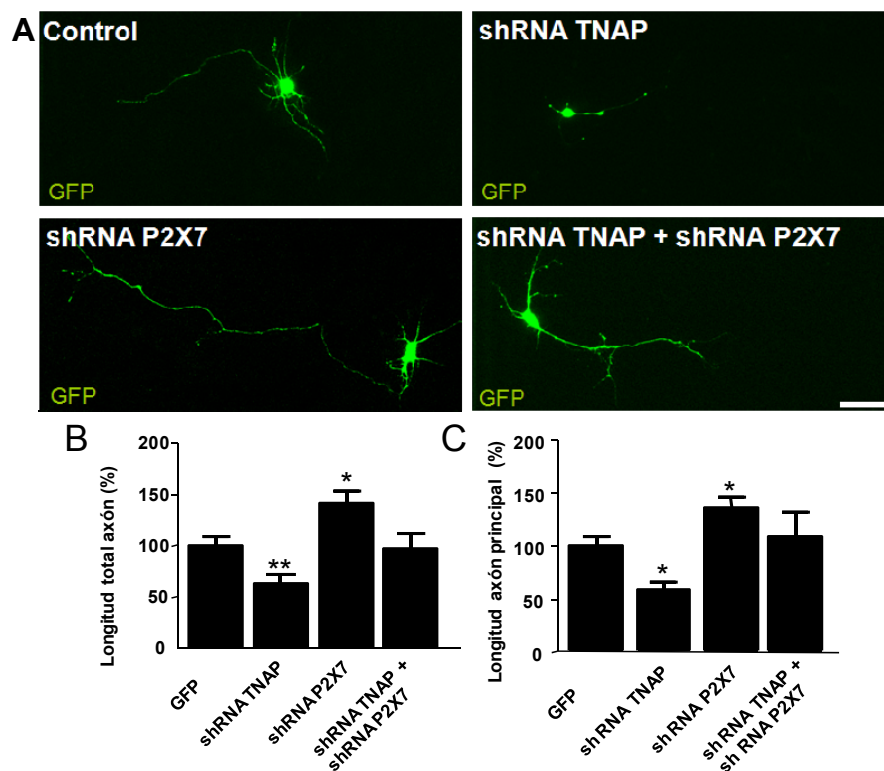 A
Control
GFP
shRNA TNAP
GFP
shRNA P2X7
GFP
shRNA TNAP + shRNA P2X7
GFP
B
Longitud total axón (%)
200
150
100
50
0
*
**
GFP
shRNA TNAP
shRNA P2X7
shRNA TNAP +
shRNA P2X7
C
Longitud axón principal (%)
200
150
100
50
0
*
*
GFP
shRNA TNAP
shRNA P2X7
shRNA TNAP +
sh RNA P2X7